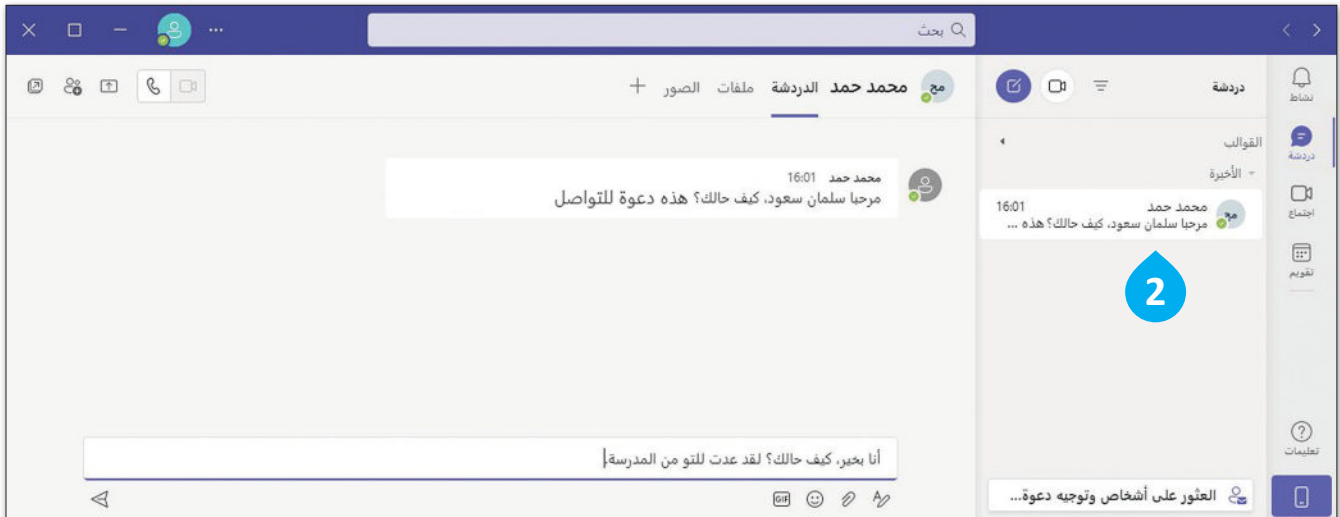 بحث
نشاط
دردشة
اجتماع
تقويم
تعليمات
دردشة
القوالب
الأخيرة
محمد حمد 16:01
مرحبا سلمان سعود، كيف حالك؟ هذه ...
2
العثور على أشخاص وتوجيه دعوة...
مح محمد حمد الدردشة ملفات الصور +
محمد حمد 16:01
مرحبا سلمان سعود، كيف حالك؟ هذه دعوة للتواصل
أنا بخير، كيف حالك؟ لقد عدت للتو من المدرسة.
GIF